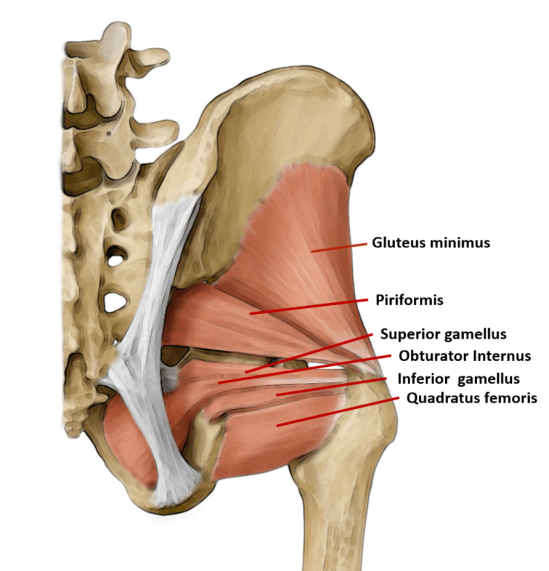 Gluteus minimus
Piriformis
Superior gamellus
Obturator Internus
Inferior  gamellus
Quadratus femoris